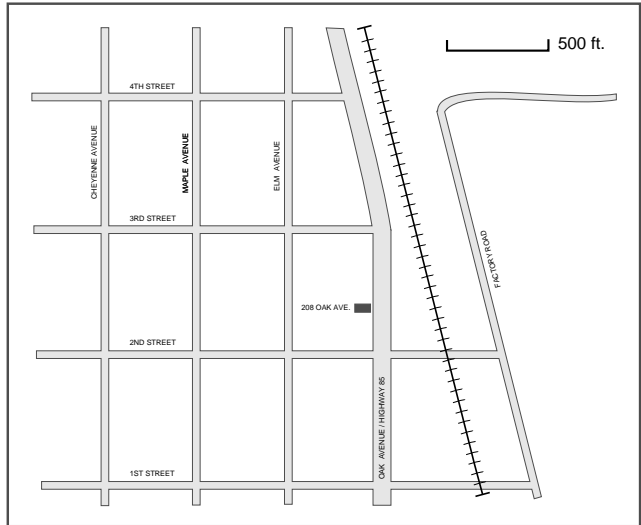 500 ft.
4TH STREET
CHEYENNE AVENUE
MAPLE AVENUE
ELM AVENUE
3RD STREET
FACTORY ROAD
208 OAK AVE.
2ND STREET
OAK AVENUE / HIGHWAY 85
1ST STREET